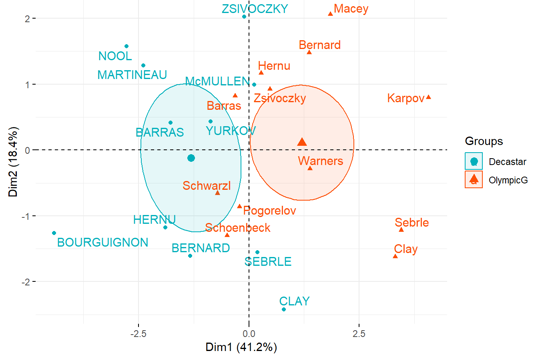 ZSIVOCZKY
Macey
NOOL
Bernard
MARTINEAU
Hernu
McMULLEN
Karpov
Zsivoczky
Barras
BARRAS
YURKOV
Warners
Schwarzl
Pogorelov
HERNU
Schoenbeck
Sebrle
BOURGUIGNON
BERNARD
Clay
SEBRLE
CLAY
2
1
0
-1
-2
-2.5
0.0
2.5
Dim1 (41.2%)
Dim2 (18.4%)
Groups
Decastar
OlympicG